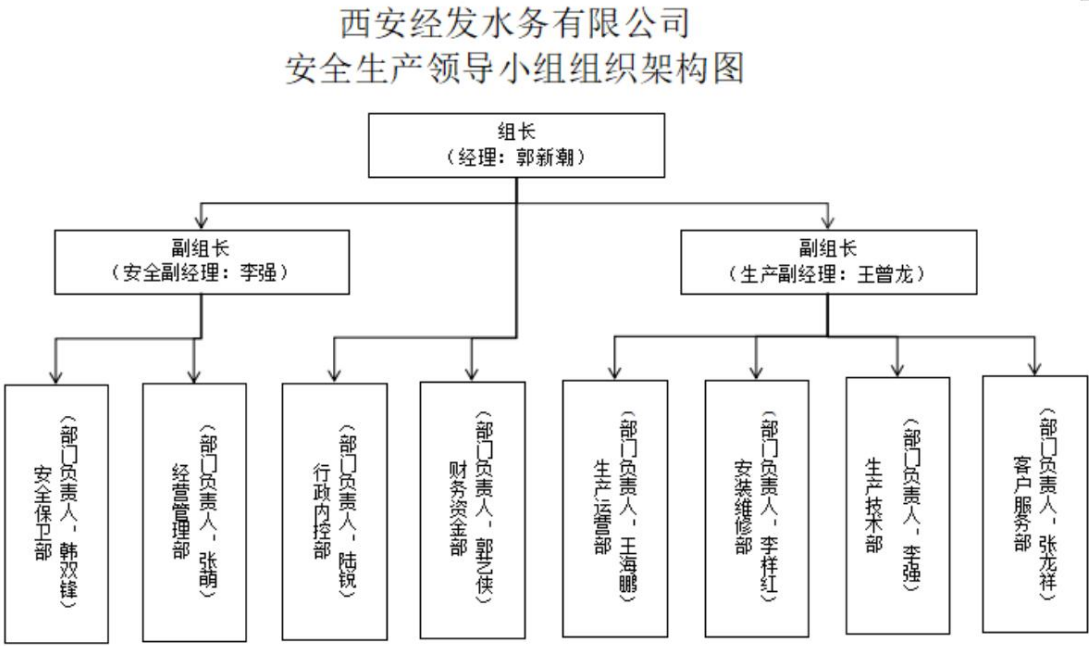 西安经发水务有限公司
安全生产领导小组组织架构图
组长
（经理：郭新潮）
副组长
（安全副经理：李强）
副组长
（生产副经理：王曾龙）
安全保卫部
（部门负责人-韩双锋）
经营管理部
（部门负责人-张萌）
行政内控部
（部门负责人-陆锐）
财务资金部
（部门负责人-郭艺侠）
生产运营部
（部门负责人-王海鹏）
安装维修部
（部门负责人-李样红）
生产技术部
（部门负责人-李强）
客户服务部
（部门负责人-张龙祥）